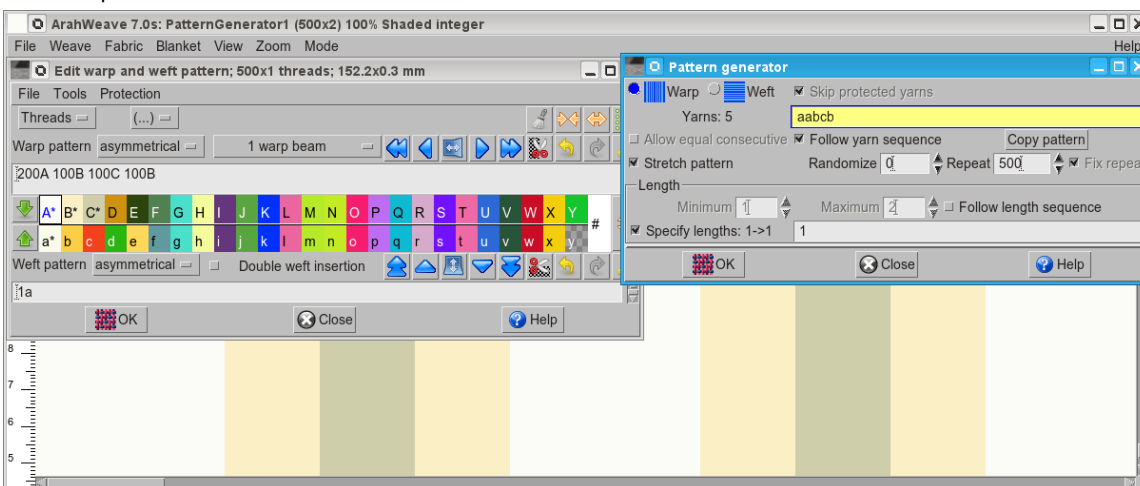 ArahWeave 7.0s: PatternGenerator1 (500x2) 100% Shaded integer
File Weave Fabric Blanket View Zoom Mode Help
Edit warp and weft pattern; 500x1 threads; 152.2x0.3 mm
File Tools Protection
Threads (...)
Warp pattern asymmetrical 1 warp beam
200A 100B 100C 100B
A* B* C* D E F G H I J K L M N O P Q R S T U V W X Y #
a* b c d e f g h i j k l m n o p q r s t u v w x y
Weft pattern asymmetrical Double weft insertion
1a
OK Close Help
Pattern generator
Warp Weft Skip protected yarns
Yarns: 5 aabcb
Allow equal consecutive Follow yarn sequence Copy pattern
Stretch pattern Randomize 0 Repeat 500 Fix repea
Length
Minimum 1 Maximum 2 Follow length sequence
Specify lengths: 1->1 1
OK Close Help
8
7
6
5